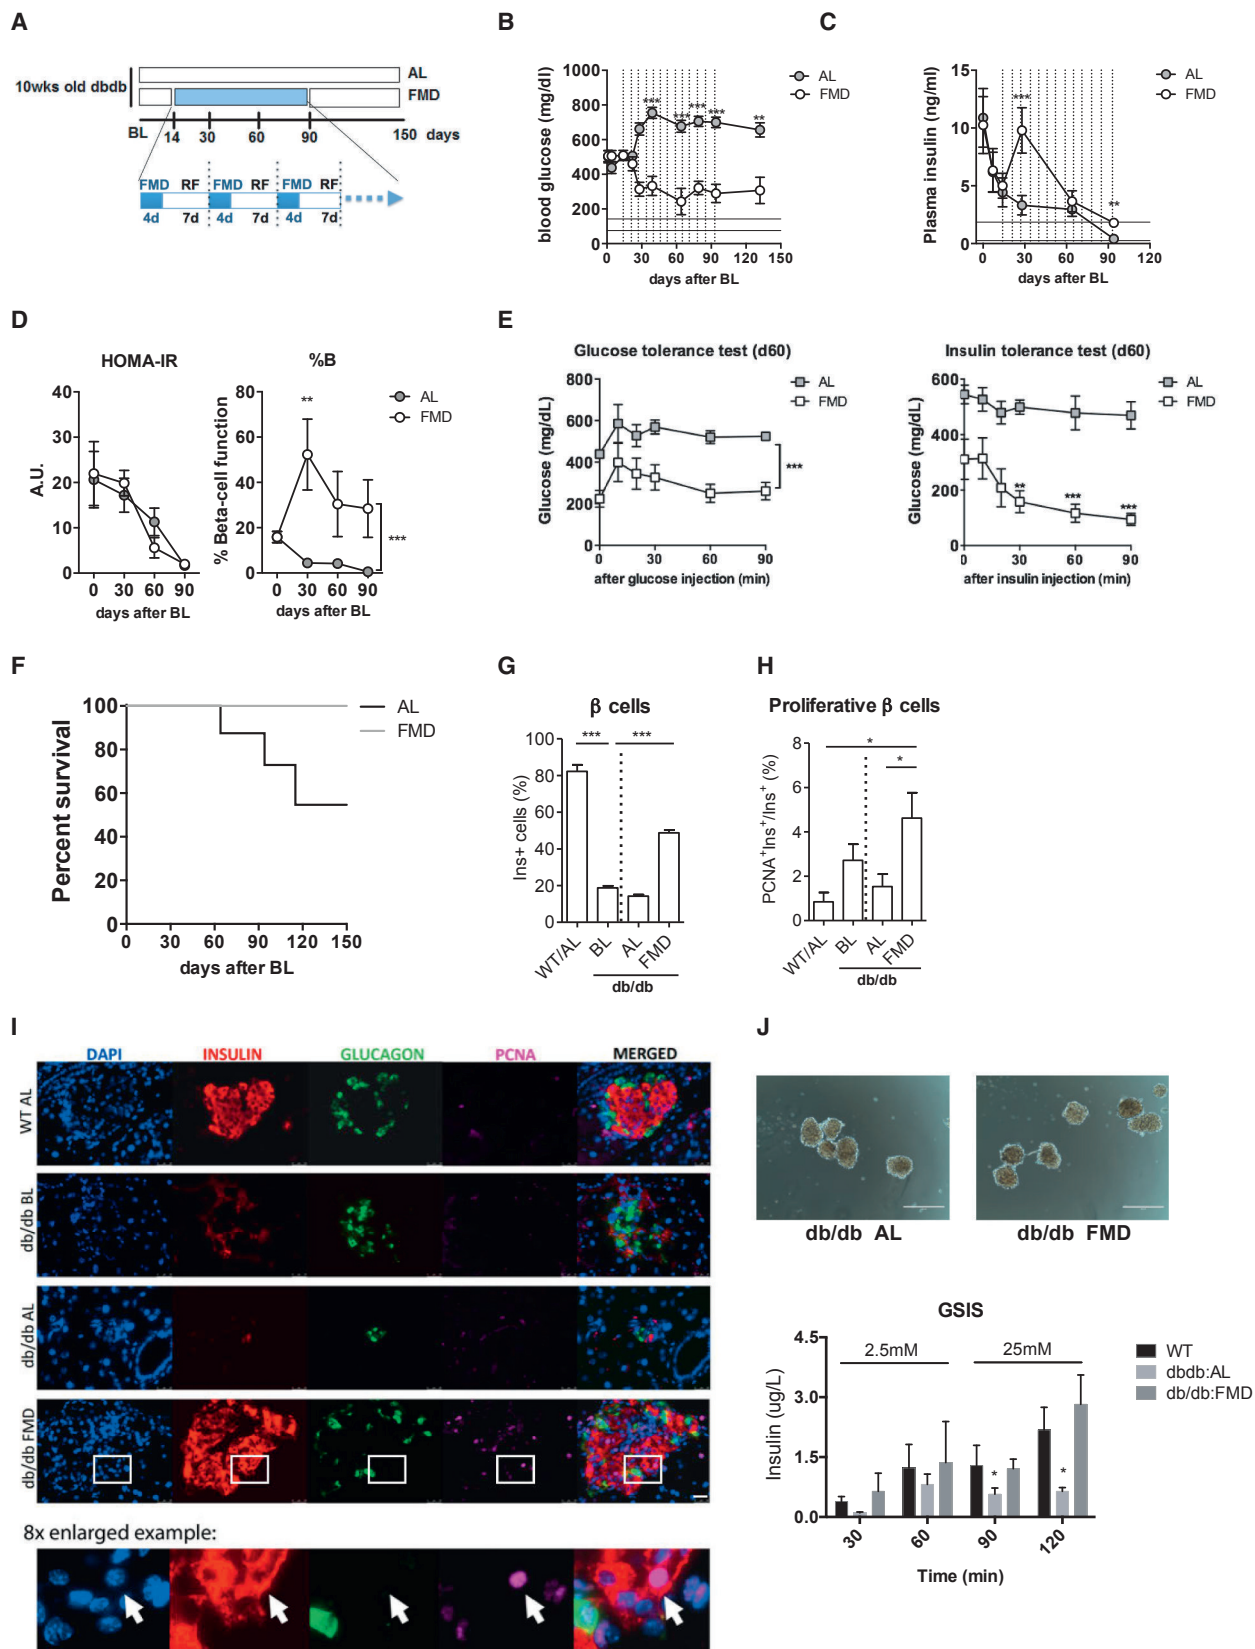 A
10wks old dbdb
AL
FMD
BL 14 30 60 90 150 days
FMD RF FMD RF FMD RF
4d 7d 4d 7d 4d 7d
B
blood glucose (mg/dl)
1000
800
600
400
200
0
0 30 60 90 120 150
days after BL
AL
FMD
*** *** *** *** **
C
Plasma insulin (ng/ml)
15
10
5
0
0 30 60 90 120
days after BL
AL
FMD
*** **
D
HOMA-IR
A.U.
40
30
20
10
0
0 30 60 90
days after BL
%B
% Beta-cell function
80
60
40
20
0
0 30 60 90
days after BL
AL
FMD
**
***
E
Glucose tolerance test (d60)
Glucose (mg/dL)
800
600
400
200
0
0 10 20 30 60 90
after glucose injection (min)
AL
FMD
***
Insulin tolerance test (d60)
Glucose (mg/dL)
600
400
200
0
0 10 20 30 60 90
after insulin injection (min)
AL
FMD
** *** ***
F
Percent survival
100
80
60
40
20
0
0 30 60 90 120 150
days after BL
AL
FMD
G
β cells
Ins+ cells (%)
100
80
60
40
20
0
*** ***
WT/AL BL AL FMD
db/db
H
Proliferative β cells
PCNA⁺Ins⁺/Ins⁺ (%)
8
6
4
2
0
*
*
WT/AL BL AL FMD
db/db
I
DAPI INSULIN GLUCAGON PCNA MERGED
WT AL
db/db BL
db/db AL
db/db FMD
8x enlarged example:
J
db/db AL
db/db FMD
GSIS
Insulin (ug/L)
4.5
3.0
1.5
0.0
2.5mM 25mM
* *
30 60 90 120
Time (min)
WT
dbdb:AL
db/db:FMD